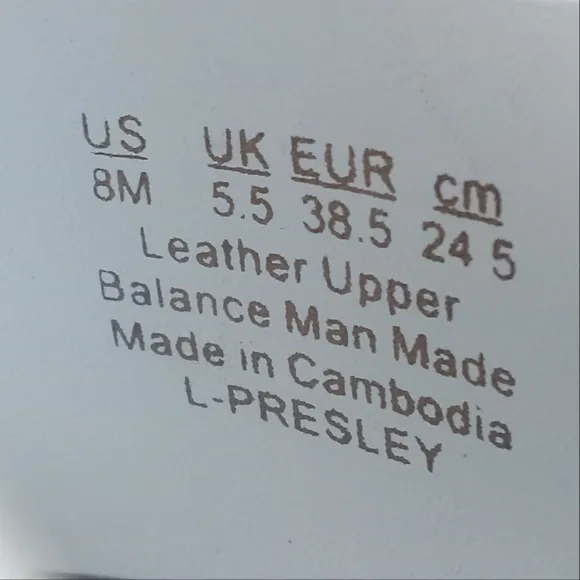 US UK EUR cm
8M 5.5 38.5 24 5
Leather Upper
Balance Man Made
Made in Cambodia
L-PRESLEY